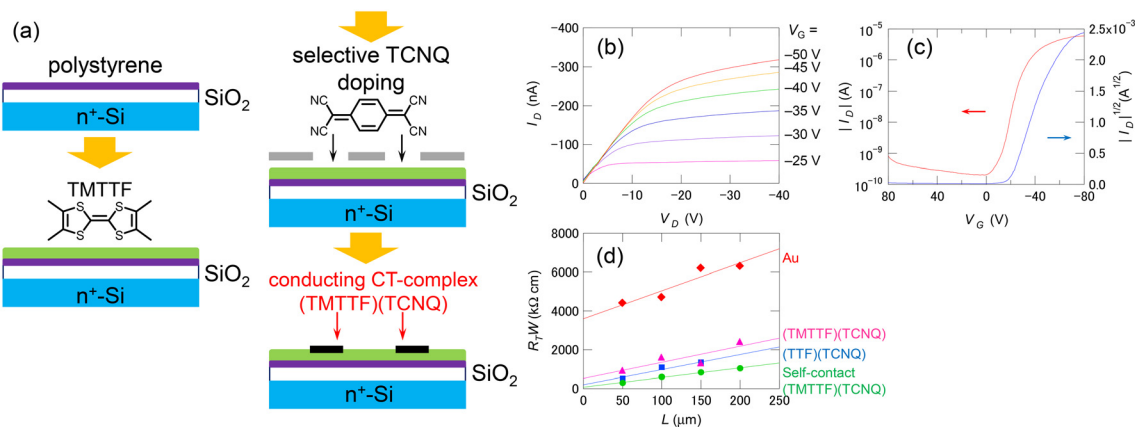 (a)
polystyrene
SiO2
n+-Si
TMTTF
S S
S S
SiO2
n+-Si
selective TCNQ
doping
NC CN
NC CN
SiO2
n+-Si
conducting CT-complex
(TMTTF)(TCNQ)
SiO2
n+-Si
(b)
VG =
–50 V
–45 V
–40 V
–35 V
–30 V
–25 V
-400
-300
-200
-100
0
ID (nA)
0 -10 -20 -30 -40
VD (V)
(c)
10-5
10-6
10-7
10-8
10-9
10-10
| ID | (A)
2.5x10-3
2.0
1.5
1.0
0.5
0.0
| ID |1/2(A1/2)
80 40 0 -40 -80
VG (V)
(d)
8000
6000
4000
2000
0
RTW (kΩ cm)
Au
(TMTTF)(TCNQ)
(TTF)(TCNQ)
Self-contact
(TMTTF)(TCNQ)
0 50 100 150 200 250
L (μm)